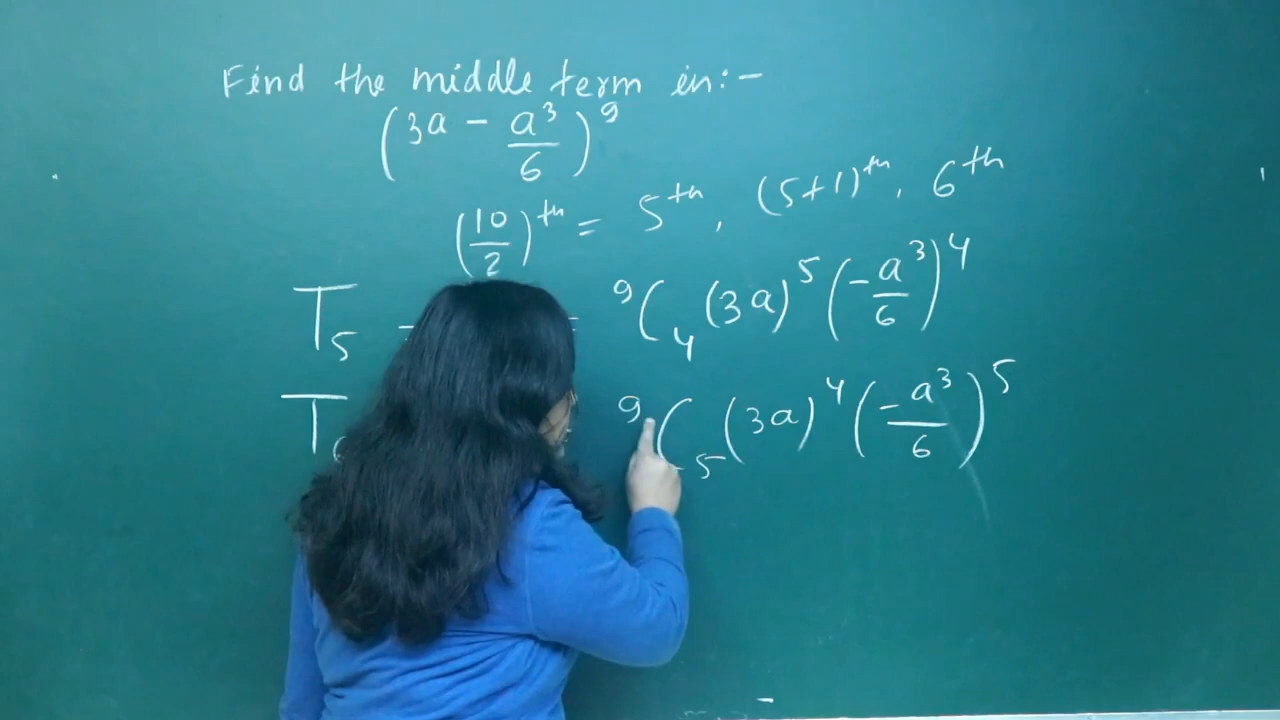 Find the middle term in:-
(3a - a³/6)⁹
(10/2)ᵗʰ = 5ᵗʰ, (5+1)ᵗʰ, 6ᵗʰ
T₅ - = ⁹C₄ (3a)⁵ (-a³/6)⁴
T ⁹C₅ (3a)⁴ (-a³/6)⁵